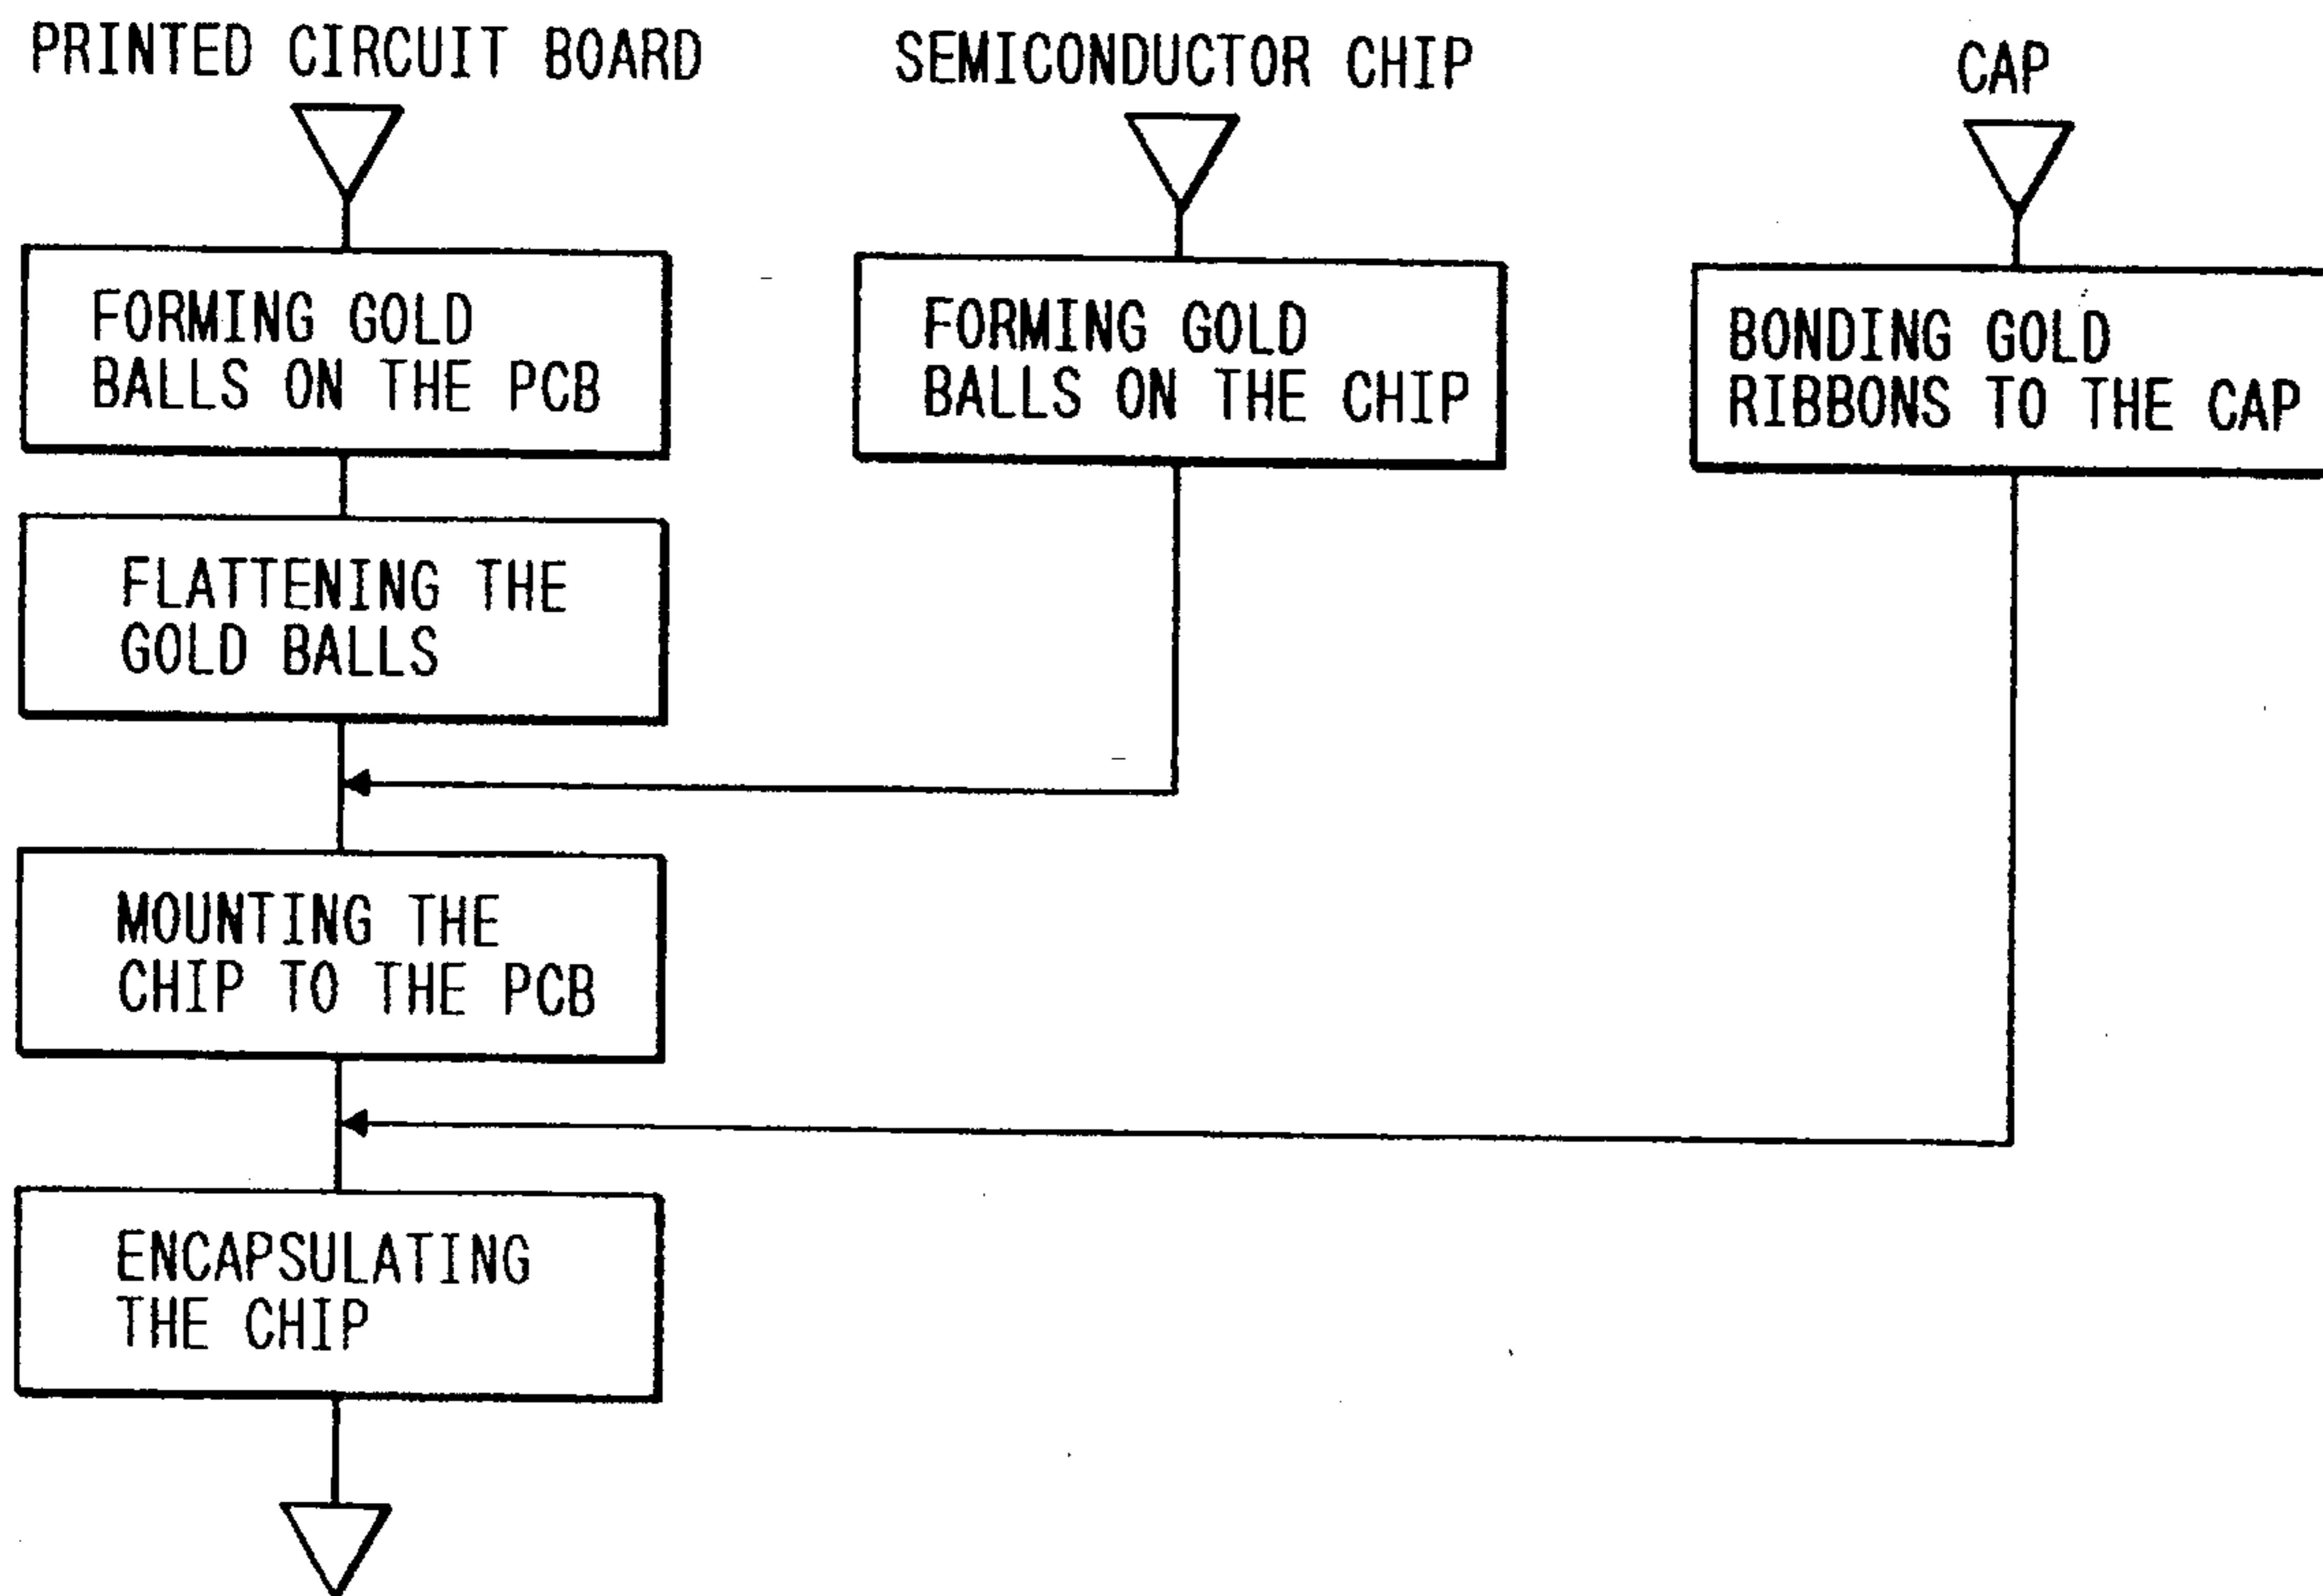 PRINTED CIRCUIT BOARD
SEMICONDUCTOR CHIP
CAP
FORMING GOLD
BALLS ON THE PCB
FORMING GOLD
BALLS ON THE CHIP
BONDING GOLD
RIBBONS TO THE CAP
FLATTENING THE
GOLD BALLS
MOUNTING THE
CHIP TO THE PCB
ENCAPSULATING
THE CHIP